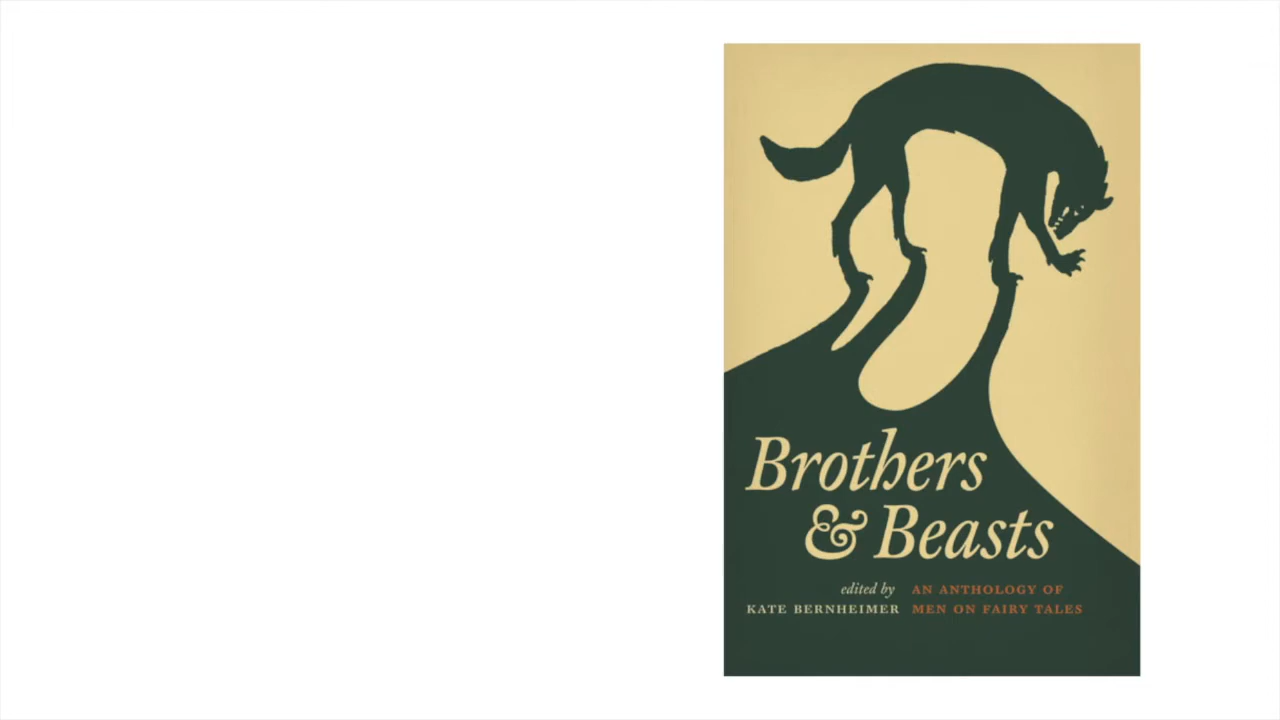 Brothers
& Beasts
edited by
KATE BERNHEIMER
AN ANTHOLOGY OF
MEN ON FAIRY TALES